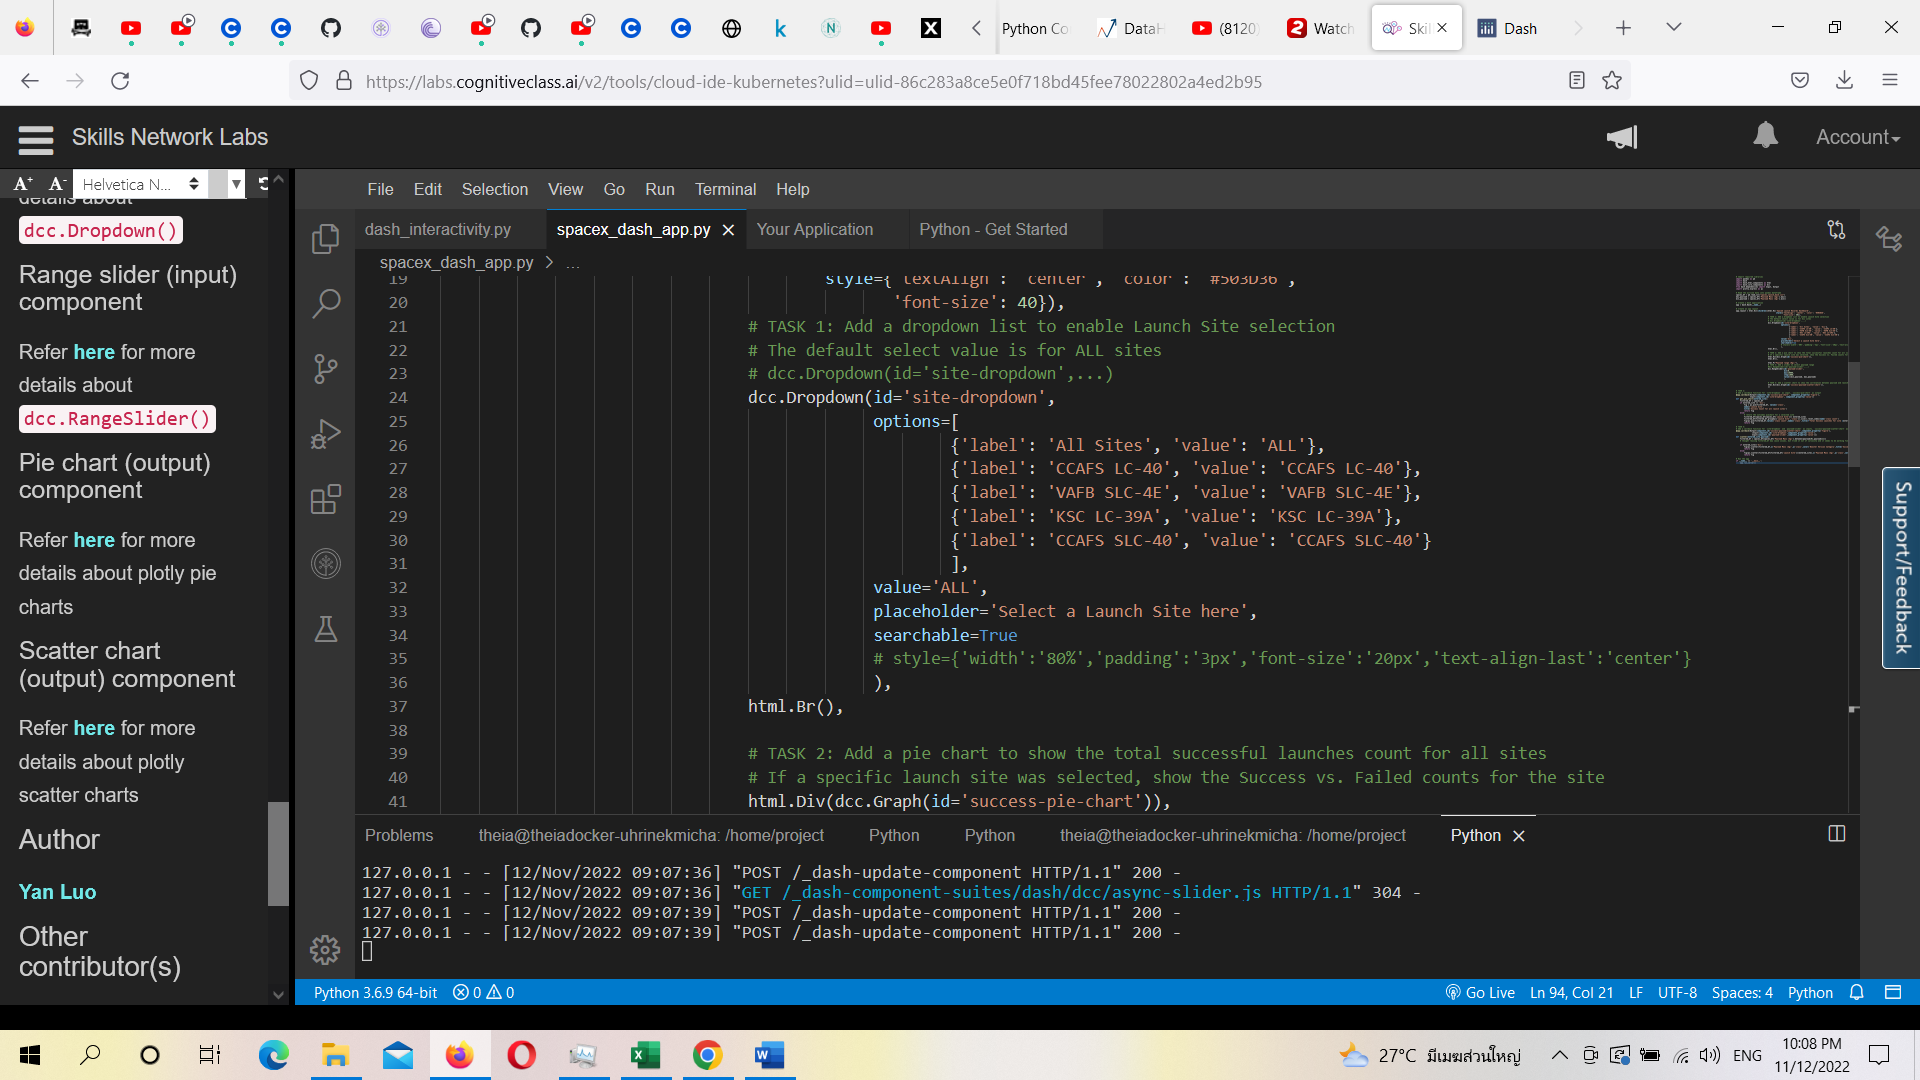 Python Co
DataH
(8120)
Watch
Skil
Dash
https://labs.cognitiveclass.ai/v2/tools/cloud-ide-kubernetes?ulid=ulid-86c283a8ce5e0f718bd45fee78022802a4ed2b95
Skills Network Labs
Account
A+ A- Helvetica N...
details about
dcc.Dropdown()
Range slider (input)
component
Refer here for more
details about
dcc.RangeSlider()
Pie chart (output)
component
Refer here for more
details about plotly pie
charts
Scatter chart
(output) component
Refer here for more
details about plotly
scatter charts
Author
Yan Luo
Other
contributor(s)
File Edit Selection View Go Run Terminal Help
dash_interactivity.py spacex_dash_app.py Your Application Python - Get Started
spacex_dash_app.py > ...
19 style={'textAlign': 'center', 'color': '#503D36',
20 'font-size': 40}),
21 # TASK 1: Add a dropdown list to enable Launch Site selection
22 # The default select value is for ALL sites
23 # dcc.Dropdown(id='site-dropdown',...)
24 dcc.Dropdown(id='site-dropdown',
25 options=[
26 {'label': 'All Sites', 'value': 'ALL'},
27 {'label': 'CCAFS LC-40', 'value': 'CCAFS LC-40'},
28 {'label': 'VAFB SLC-4E', 'value': 'VAFB SLC-4E'},
29 {'label': 'KSC LC-39A', 'value': 'KSC LC-39A'},
30 {'label': 'CCAFS SLC-40', 'value': 'CCAFS SLC-40'}
31 ],
32 value='ALL',
33 placeholder='Select a Launch Site here',
34 searchable=True
35 # style={'width':'80%','padding':'3px','font-size':'20px','text-align-last':'center'}
36 ),
37 html.Br(),
38
39 # TASK 2: Add a pie chart to show the total successful launches count for all sites
40 # If a specific launch site was selected, show the Success vs. Failed counts for the site
41 html.Div(dcc.Graph(id='success-pie-chart')),
Support/Feedback
Problems theia@theiadocker-uhrinekmicha: /home/project Python Python theia@theiadocker-uhrinekmicha: /home/project Python
127.0.0.1 - - [12/Nov/2022 09:07:36] "POST /_dash-update-component HTTP/1.1" 200 -
127.0.0.1 - - [12/Nov/2022 09:07:36] "GET /_dash-component-suites/dash/dcc/async-slider.js HTTP/1.1" 304 -
127.0.0.1 - - [12/Nov/2022 09:07:39] "POST /_dash-update-component HTTP/1.1" 200 -
127.0.0.1 - - [12/Nov/2022 09:07:39] "POST /_dash-update-component HTTP/1.1" 200 -
Python 3.6.9 64-bit 0 0 Go Live Ln 94, Col 21 LF UTF-8 Spaces: 4 Python
27°C มีเมฆส่วนใหญ่ ENG 10:08 PM
11/12/2022